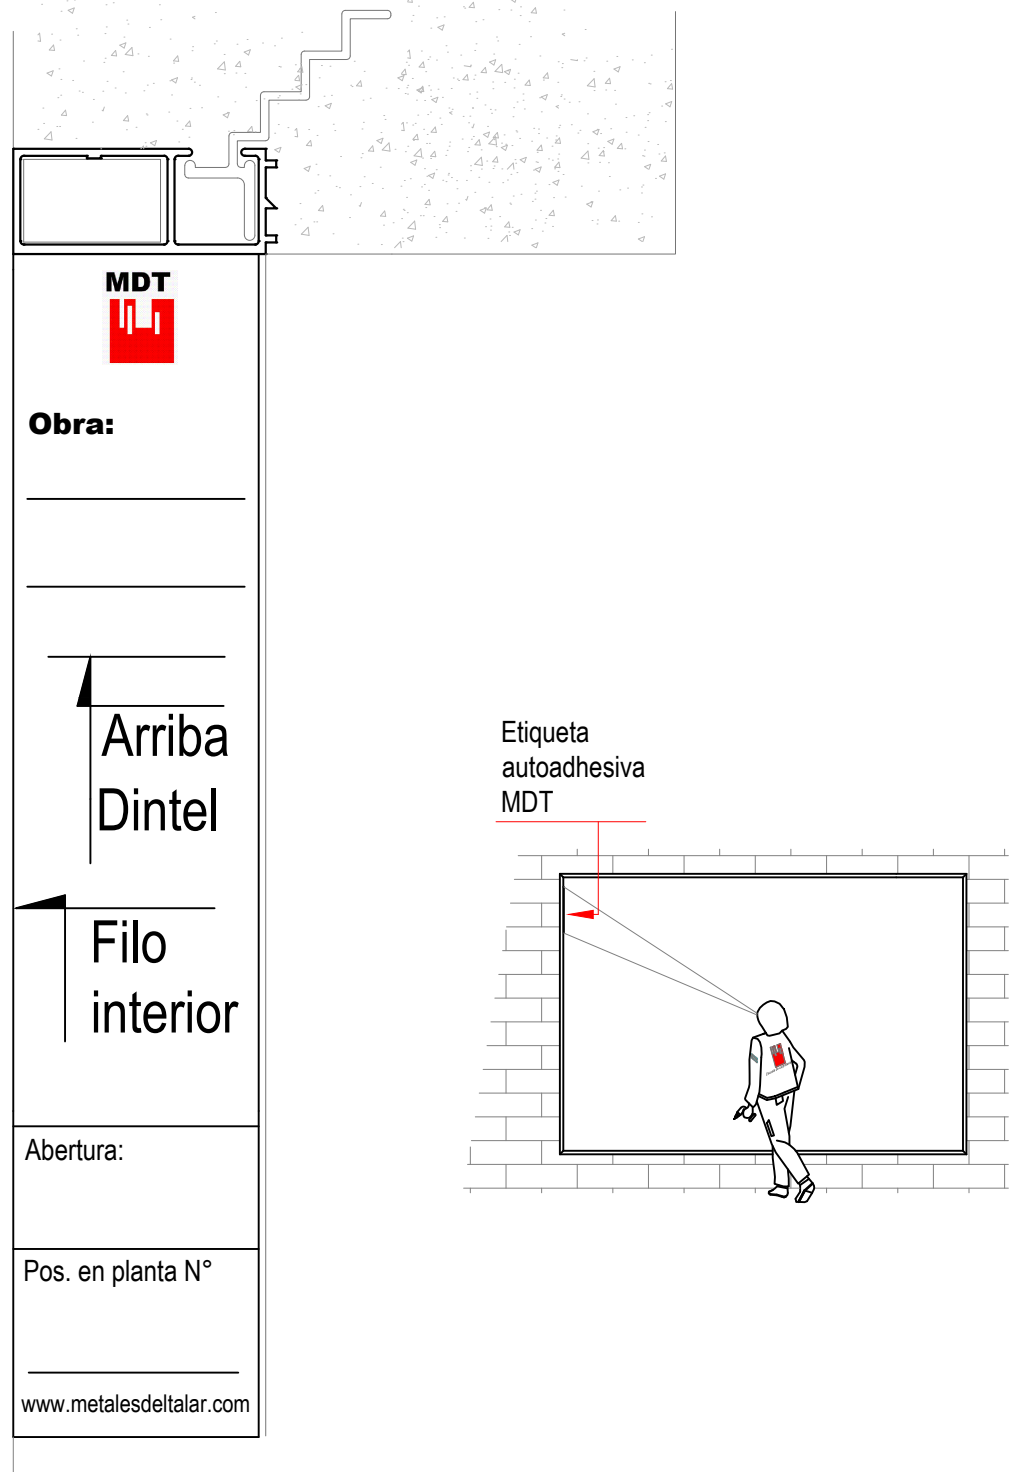 MDT
Obra:
Arriba
Dintel
Filo
interior
Abertura:
Pos. en planta N°
www.metalesdeltalar.com
Etiqueta
autoadhesiva
MDT